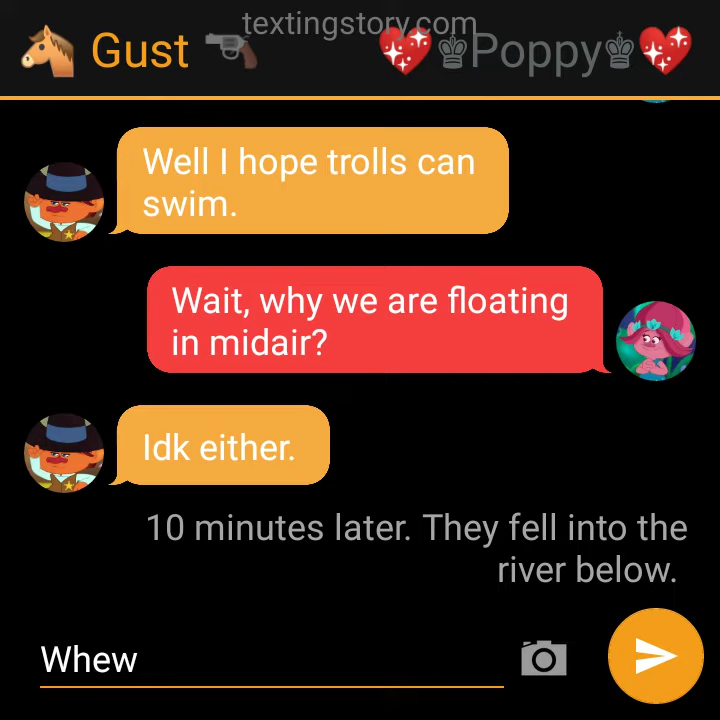 textingstory.com
🐴 Gust 🔫 💖♚Poppy♚💖
Well I hope trolls can
swim.
Wait, why we are floating
in midair?
Idk either.
10 minutes later. They fell into the
river below.
Whew